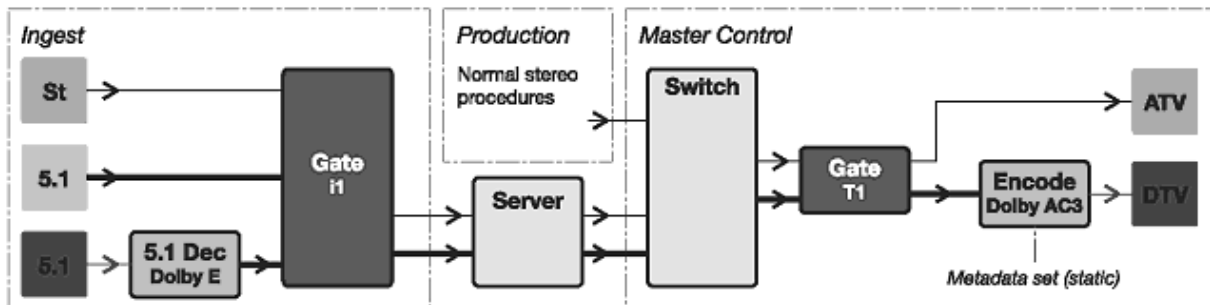 Ingest
St
5.1
5.1
5.1 Dec
Dolby E
Gate
i1
Production
Normal stereo
procedures
Server
Master Control
Switch
Gate
T1
Encode
Dolby AC3
Metadata set (static)
ATV
DTV